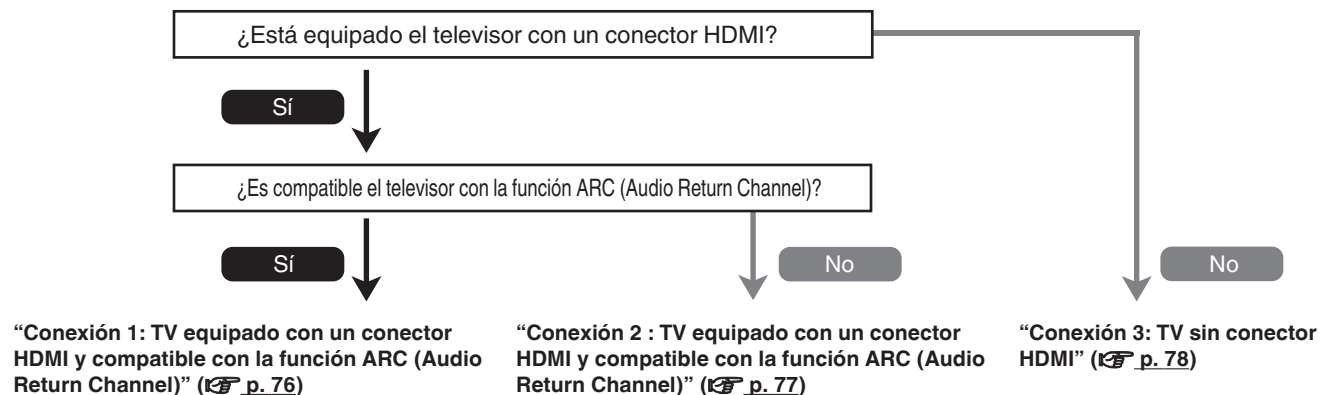 ¿Está equipado el televisor con un conector HDMI?
Sí
¿Es compatible el televisor con la función ARC (Audio Return Channel)?
Sí
No
No
“Conexión 1: TV equipado con un conector
HDMI y compatible con la función ARC (Audio
Return Channel)” (☞ p. 76)
“Conexión 2 : TV equipado con un conector
HDMI y compatible con la función ARC (Audio
Return Channel)” (☞ p. 77)
“Conexión 3: TV sin conector
HDMI” (☞ p. 78)